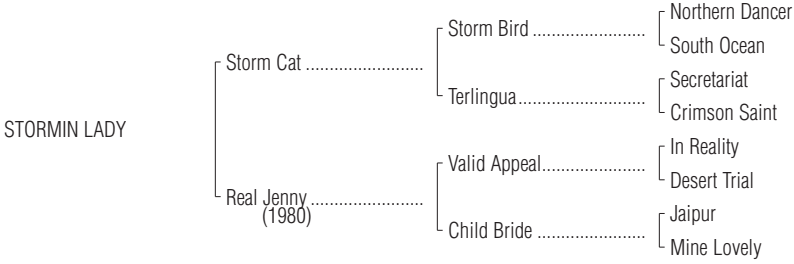 Northern Dancer
Storm Bird ........................
South Ocean
Storm Cat .........................
Secretariat
Terlingua...........................
Crimson Saint
STORMIN LADY
In Reality
Valid Appeal......................
Desert Trial
Real Jenny ........................
(1980)
Jaipur
Child Bride .......................
Mine Lovely